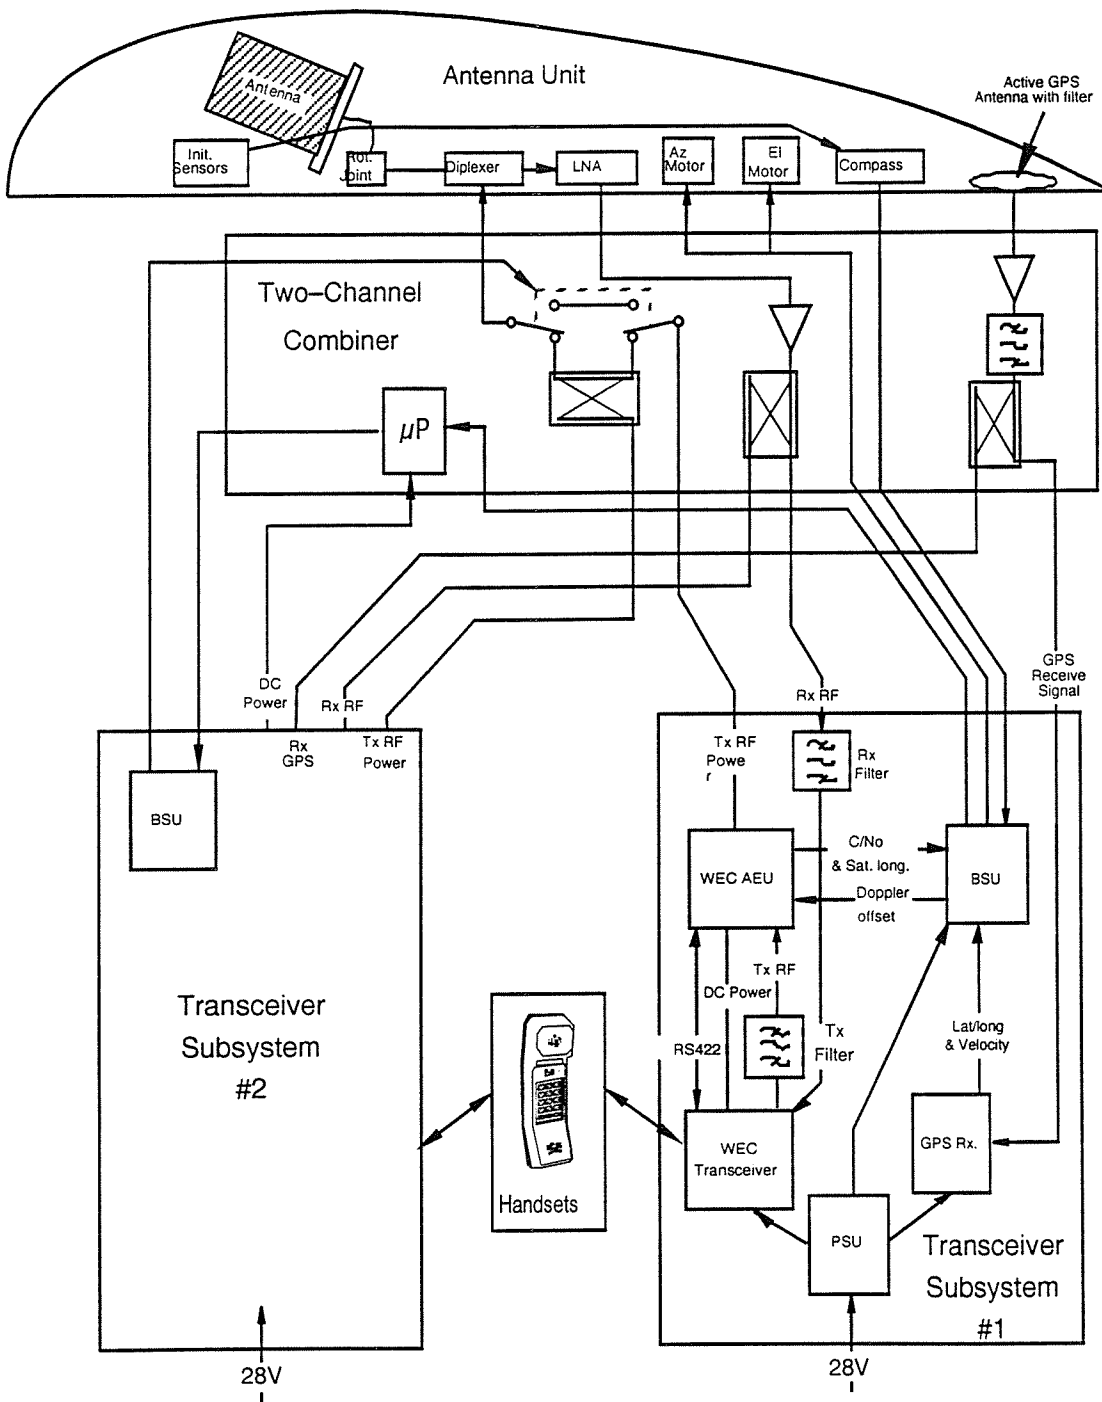 Antenna Unit
Active GPS
Antenna with filter
Antenna
Init.
Sensors
Rot.
Joint
Diplexer
LNA
Az
Motor
El
Motor
Compass
Two–Channel
Combiner
µP
DC
Power
Rx RF
Rx
GPS
Tx RF
Power
Rx RF
GPS
Receive
Signal
Tx RF
Powe
r
Rx
Filter
BSU
WEC AEU
C/No
& Sat. long.
Doppler
offset
BSU
Tx RF
DC Power
RS422
Tx
Filter
Lat/long
& Velocity
Transceiver
Subsystem
#2
Handsets
WEC
Transceiver
GPS Rx.
PSU
Transceiver
Subsystem
#1
28V
28V